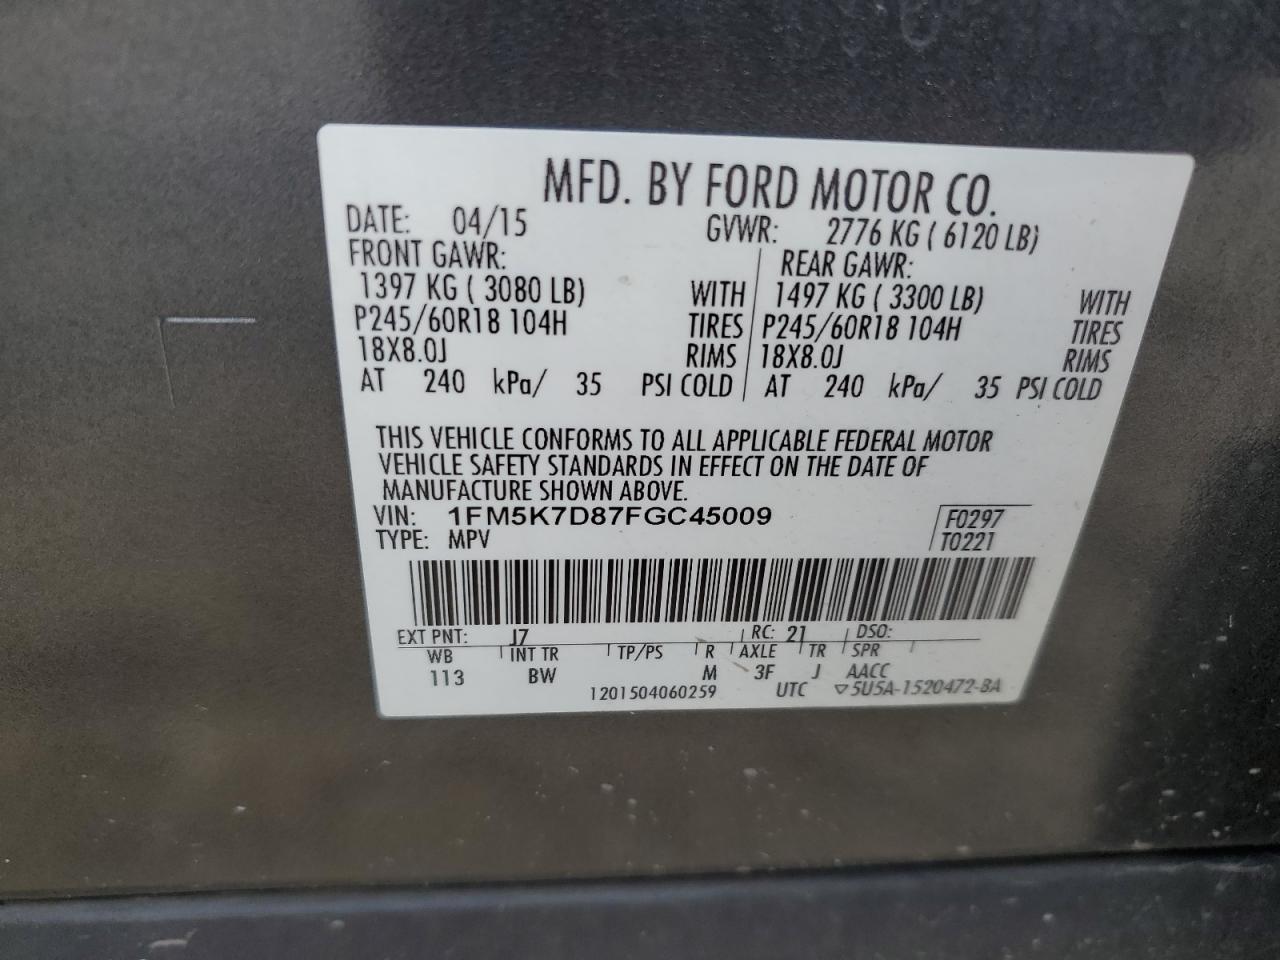 MFD. BY FORD MOTOR CO.
DATE: 04/15 GVWR: 2776 KG ( 6120 LB)
FRONT GAWR: REAR GAWR:
1397 KG ( 3080 LB) WITH 1497 KG ( 3300 LB) WITH
P245/60R18 104H TIRES P245/60R18 104H TIRES
18X8.0J RIMS 18X8.0J RIMS
AT 240 kPa/ 35 PSI COLD AT 240 kPa/ 35 PSI COLD
THIS VEHICLE CONFORMS TO ALL APPLICABLE FEDERAL MOTOR
VEHICLE SAFETY STANDARDS IN EFFECT ON THE DATE OF
MANUFACTURE SHOWN ABOVE.
VIN: 1FM5K7D87FGC45009 F0297
TYPE: MPV T0221
EXT PNT: J7 RC: 21 DSO:
WB INT TR TP/PS R AXLE TR SPR
113 BW M 3F J AACC
1201504060259 UTC ▽5U5A-1520472-BA